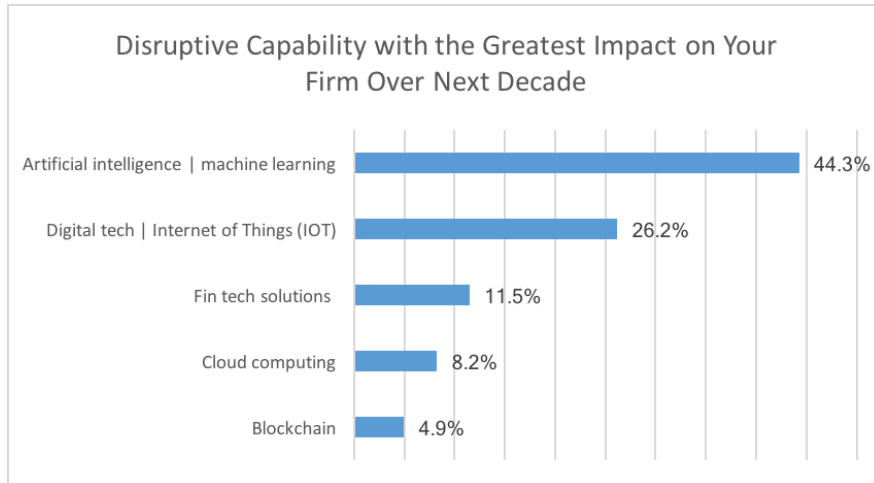 Disruptive Capability with the Greatest Impact on Your
Firm Over Next Decade
Artificial intelligence | machine learning 44.3%
Digital tech | Internet of Things (IOT) 26.2%
Fin tech solutions 11.5%
Cloud computing 8.2%
Blockchain 4.9%